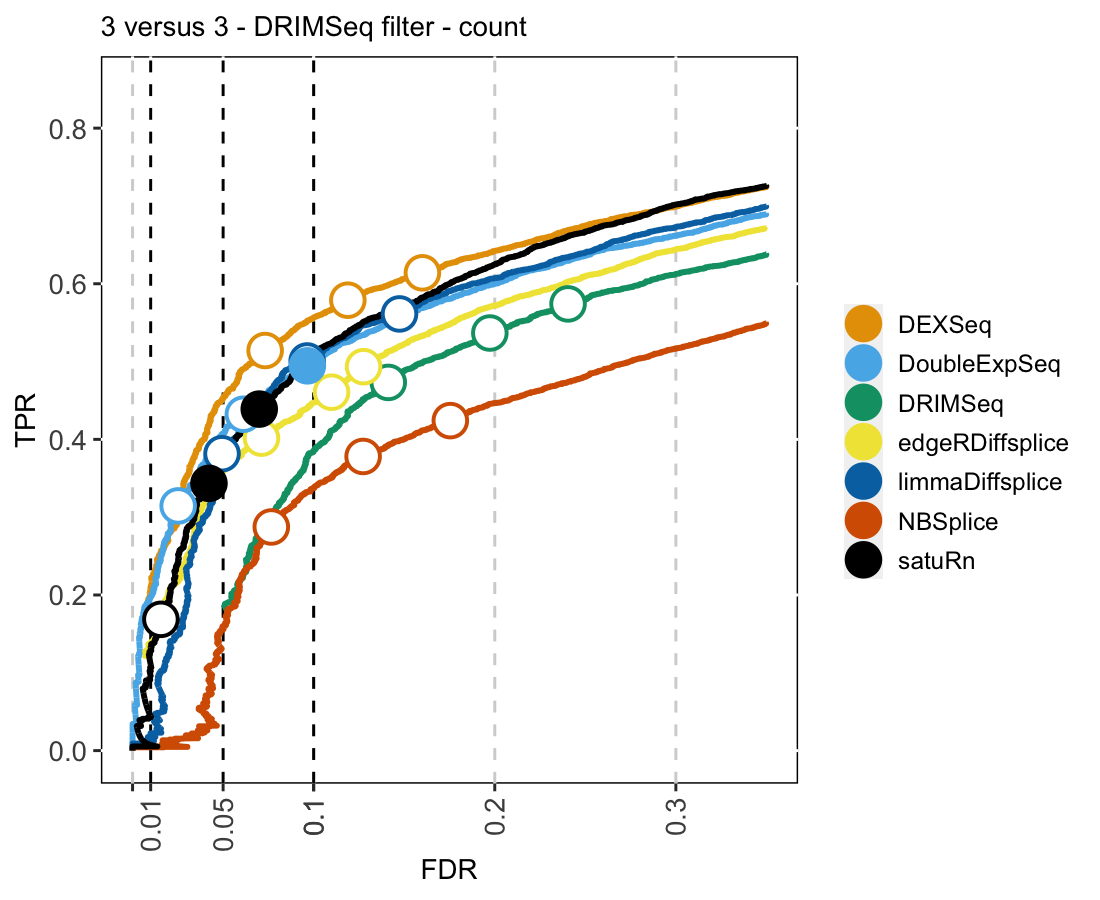 3 versus 3 - DRIMSeq filter - count
TPR
0.8
0.6
0.4
0.2
0.0
0.01
0.05
0.1
0.2
0.3
FDR
DEXSeq
DoubleExpSeq
DRIMSeq
edgeRDiffsplice
limmaDiffsplice
NBSplice
satuRn